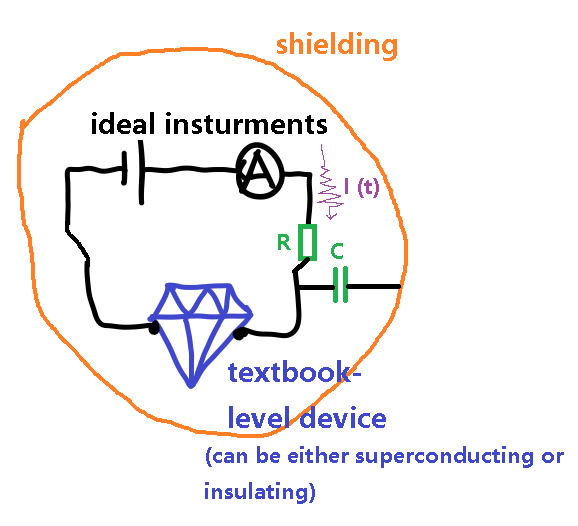 shielding
ideal insturments
A
I (t)
R
C
textbook-
level device
(can be either superconducting or
insulating)